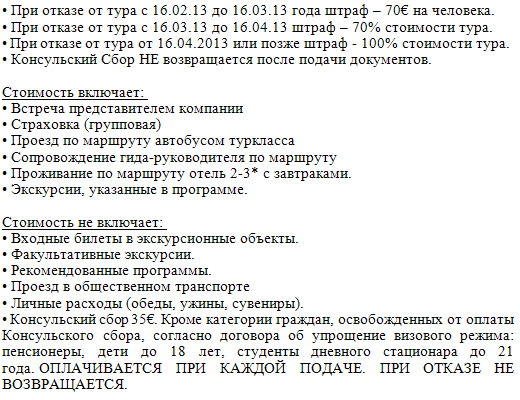 • При отказе от тура с 16.02.13 до 16.03.13 года штраф – 70€ на человека.
• При отказе от тура с 16.03.13 до 16.04.13 штраф – 70% стоимости тура.
• При отказе от тура от 16.04.2013 или позже штраф - 100% стоимости тура.
• Консульский Сбор НЕ возвращается после подачи документов.
Стоимость включает:
• Встреча представителем компании
• Страховка (групповая)
• Проезд по маршруту автобусом туркласса
• Сопровождение гида-руководителя по маршруту
• Проживание по маршруту отель 2-3* с завтраками.
• Экскурсии, указанные в программе.
Стоимость не включает:
• Входные билеты в экскурсионные объекты.
• Факультативные экскурсии.
• Рекомендованные программы.
• Проезд в общественном транспорте
• Личные расходы (обеды, ужины, сувениры).
• Консульский сбор 35€. Кроме категории граждан, освобожденных от оплаты
Консульского сбора, согласно договора об упрощение визового режима:
пенсионеры, дети до 18 лет, студенты дневного стационара до 21
года. ОПЛАЧИВАЕТСЯ ПРИ КАЖДОЙ ПОДАЧЕ. ПРИ ОТКАЗЕ НЕ
ВОЗВРАЩАЕТСЯ.